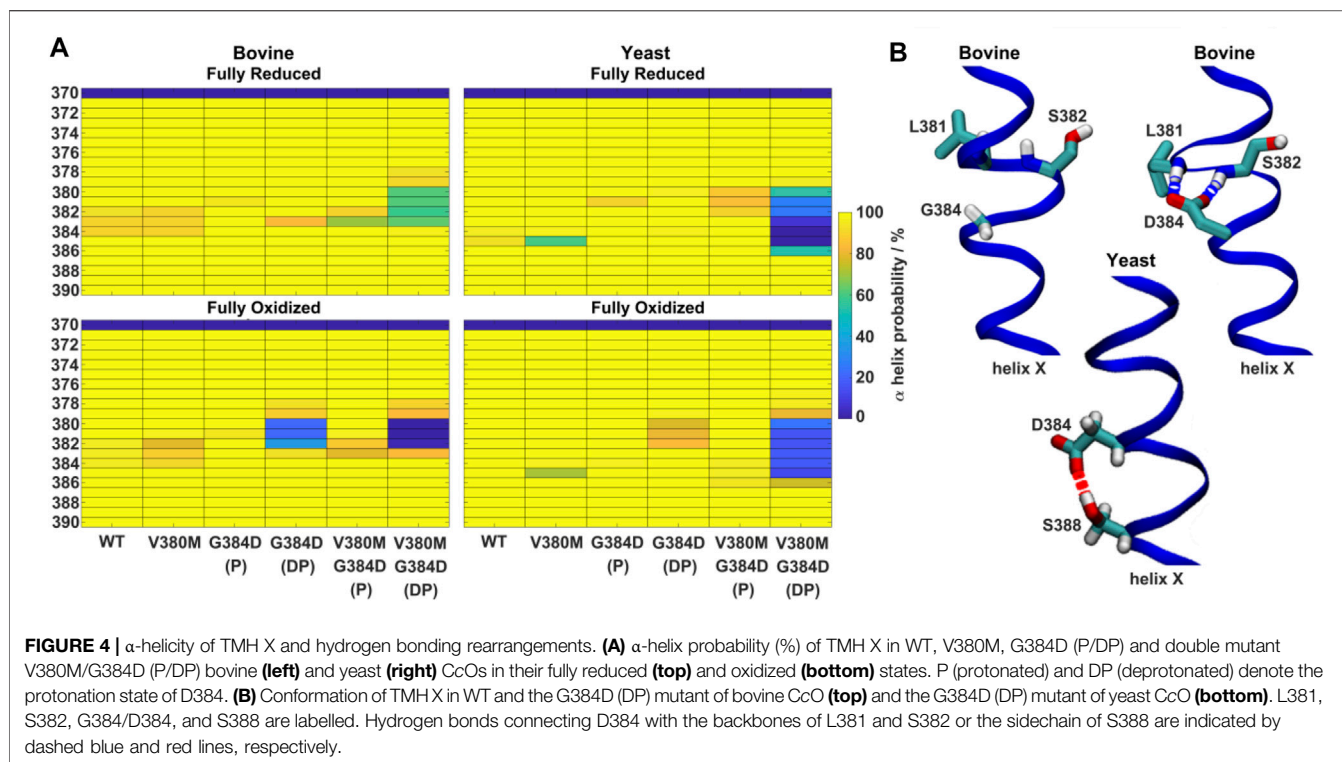 A
Bovine
Fully Reduced
Yeast
Fully Reduced
370
372
374
376
378
380
382
384
386
388
390
Fully Oxidized
Fully Oxidized
370
372
374
376
378
380
382
384
386
388
390
WT V380M G384D (P) G384D (DP) V380M G384D (P) V380M G384D (DP)
WT V380M G384D (P) G384D (DP) V380M G384D (P) V380M G384D (DP)
100
80
60
40
20
0
α helix probability / %
B
Bovine
L381
S382
G384
helix X
Bovine
L381
S382
D384
helix X
Yeast
D384
S388
helix X
FIGURE 4 | α-helicity of TMH X and hydrogen bonding rearrangements. (A) α-helix probability (%) of TMH X in WT, V380M, G384D (P/DP) and double mutant
V380M/G384D (P/DP) bovine (left) and yeast (right) CcOs in their fully reduced (top) and oxidized (bottom) states. P (protonated) and DP (deprotonated) denote the
protonation state of D384. (B) Conformation of TMH X in WT and the G384D (DP) mutant of bovine CcO (top) and the G384D (DP) mutant of yeast CcO (bottom). L381,
S382, G384/D384, and S388 are labelled. Hydrogen bonds connecting D384 with the backbones of L381 and S382 or the sidechain of S388 are indicated by
dashed blue and red lines, respectively.